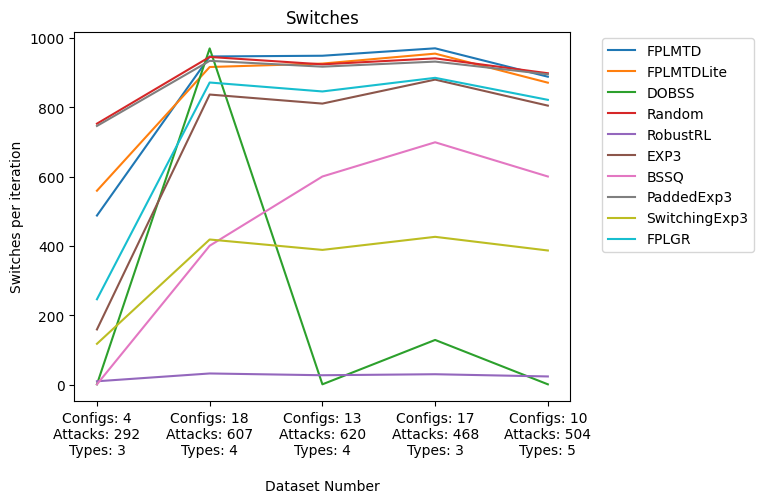 Switches
Switches per iteration
1000
800
600
400
200
0
Configs: 4
Attacks: 292
Types: 3
Configs: 18
Attacks: 607
Types: 4
Configs: 13
Attacks: 620
Types: 4
Configs: 17
Attacks: 468
Types: 3
Configs: 10
Attacks: 504
Types: 5
Dataset Number
FPLMTD
FPLMTDLite
DOBSS
Random
RobustRL
EXP3
BSSQ
PaddedExp3
SwitchingExp3
FPLGR